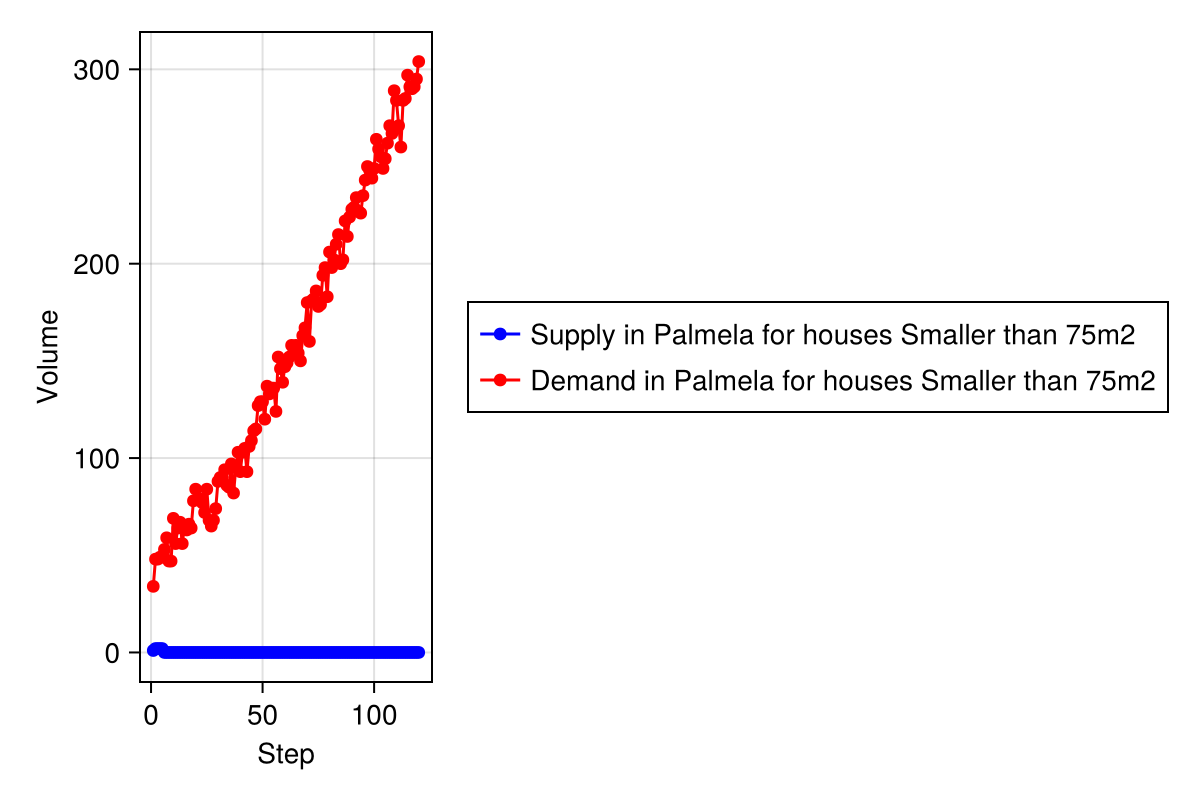 300
200
100
0
Volume
0 50 100
Step
Supply in Palmela for houses Smaller than 75m2
Demand in Palmela for houses Smaller than 75m2